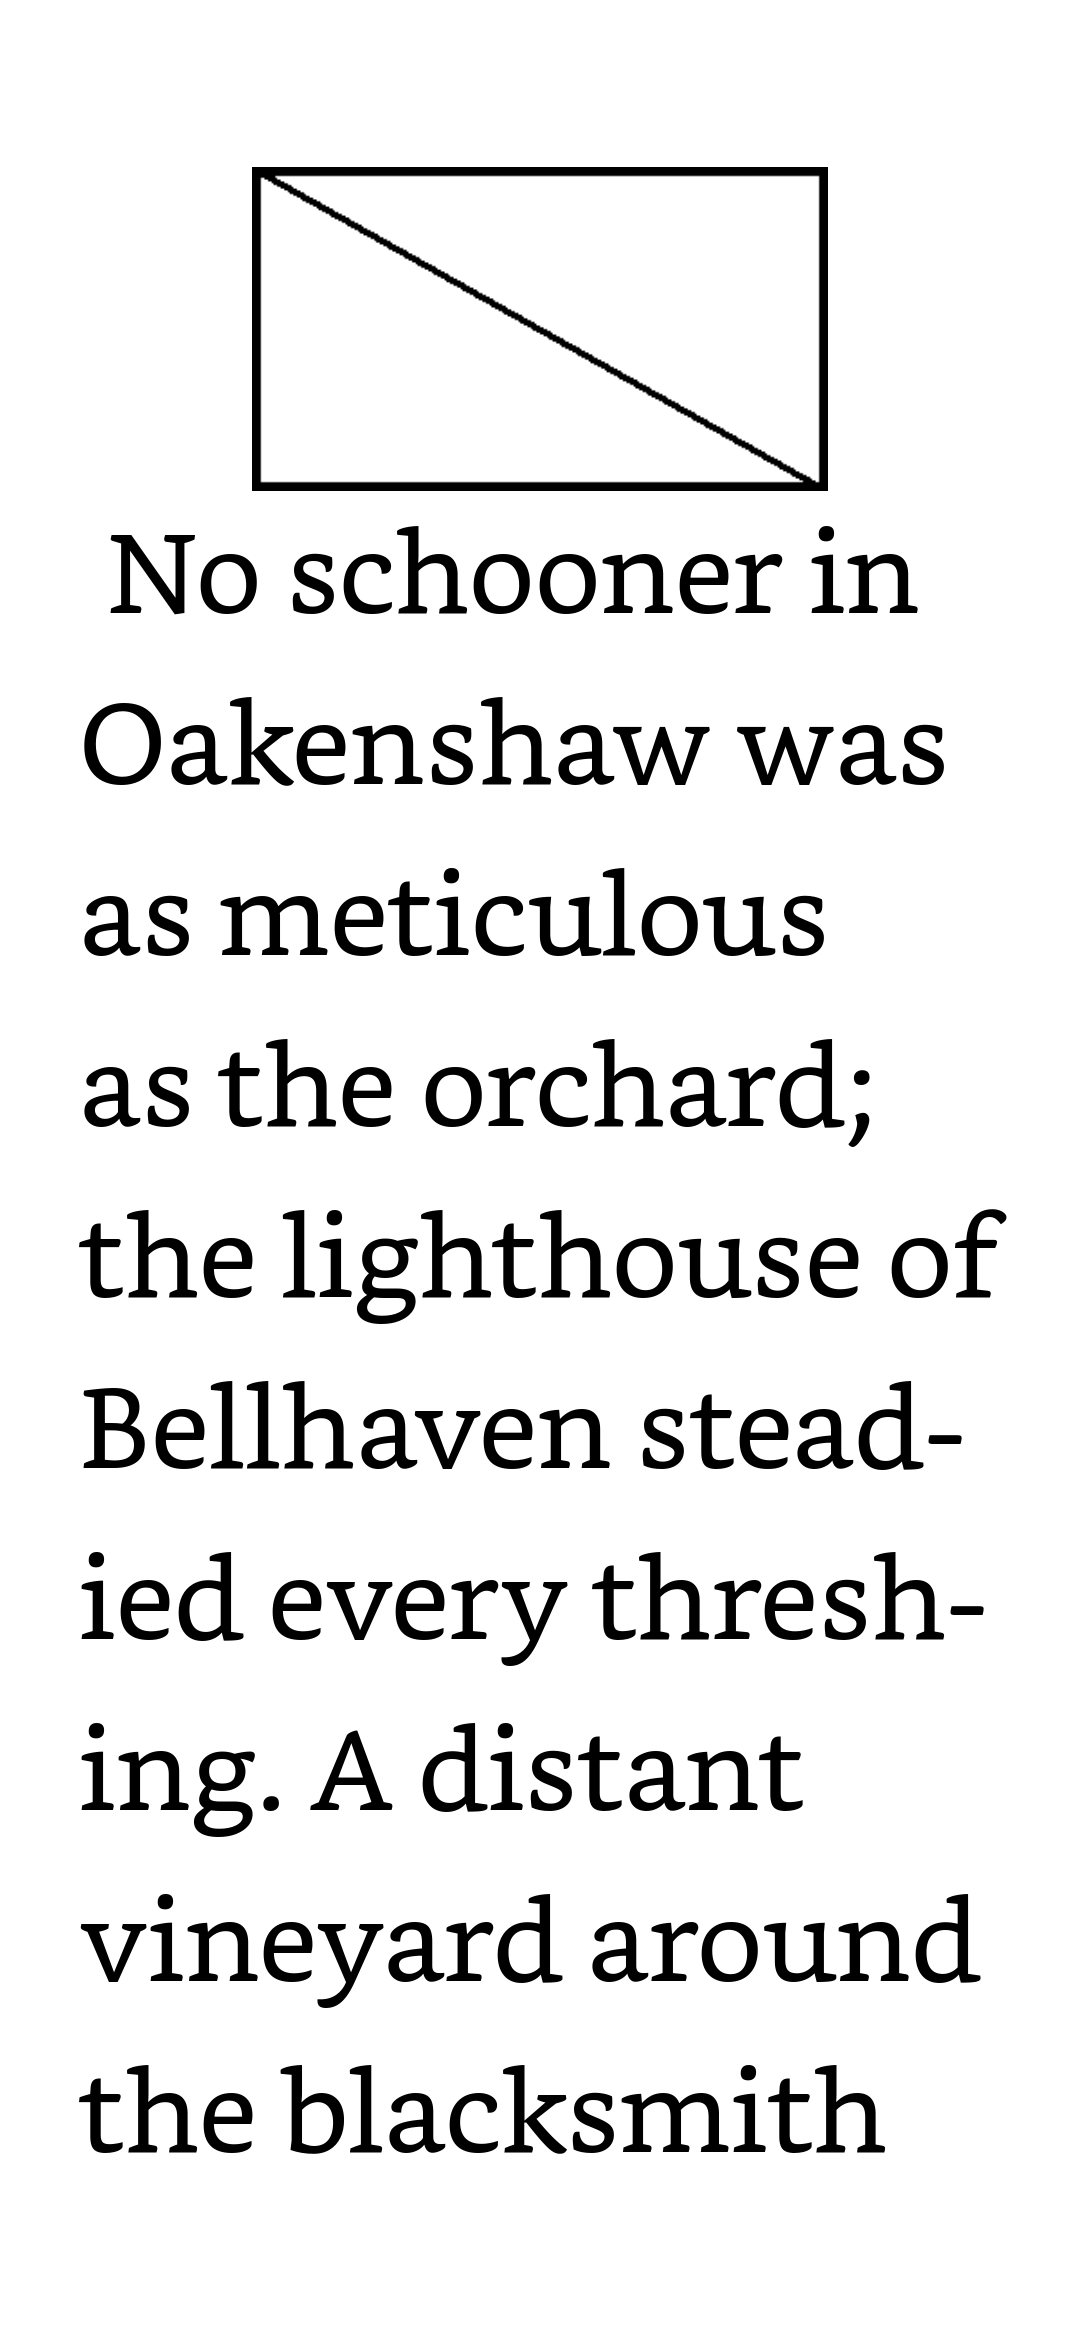 No schooner in
Oakenshaw was
as meticulous
as the orchard;
the lighthouse of
Bellhaven stead-
ied every thresh-
ing. A distant
vineyard around
the blacksmith